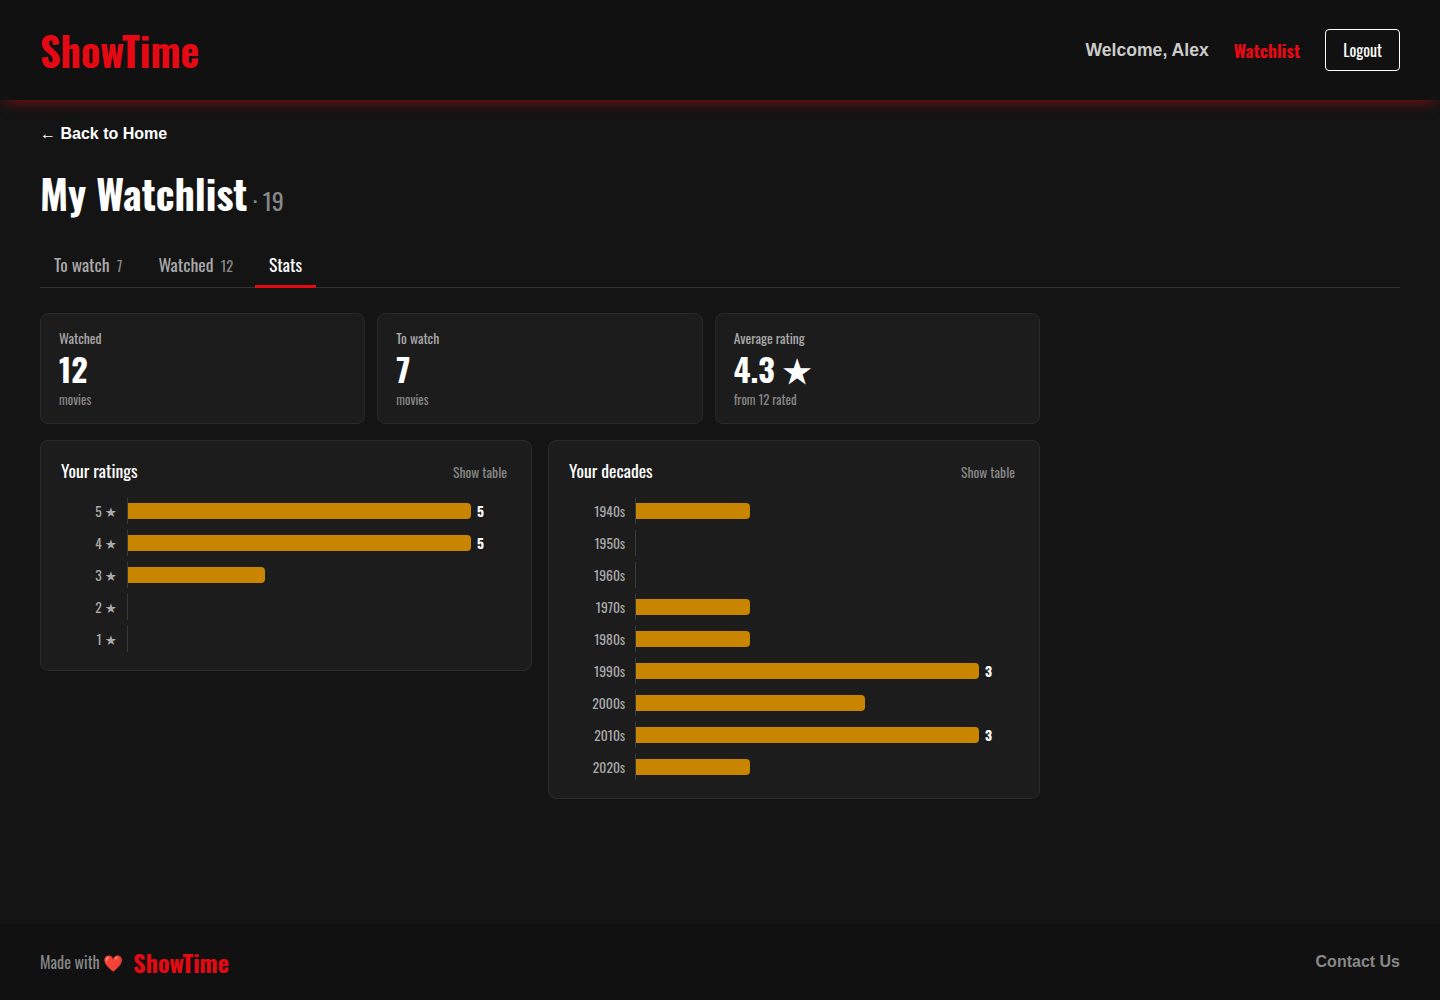 ShowTime
Welcome, Alex Watchlist Logout
← Back to Home
My Watchlist · 19
To watch 7 Watched 12 Stats
Watched
12
movies
To watch
7
movies
Average rating
4.3 ★
from 12 rated
Your ratings Show table
5 ★ 5
4 ★ 5
3 ★
2 ★
1 ★
Your decades Show table
1940s
1950s
1960s
1970s
1980s
1990s 3
2000s
2010s 3
2020s
Made with ❤️ ShowTime
Contact Us